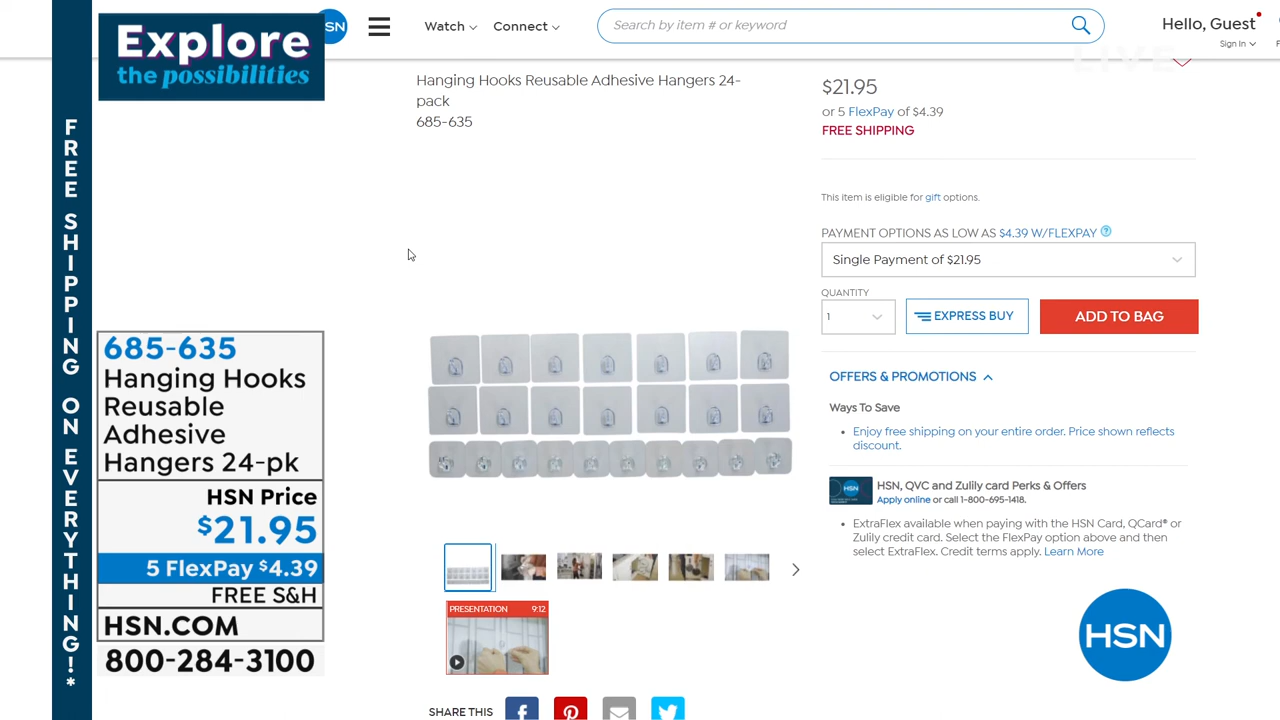 Explore
the possibilities
FREE SHIPPING ON EVERYTHING!*
SN
Watch
Connect
Search by item # or keyword
Hello, Guest
Sign In
LIVE
Hanging Hooks Reusable Adhesive Hangers 24-
pack
685-635
$21.95
or 5 FlexPay of $4.39
FREE SHIPPING
This item is eligible for gift options.
PAYMENT OPTIONS AS LOW AS $4.39 W/FLEXPAY ?
Single Payment of $21.95
QUANTITY
1
EXPRESS BUY
ADD TO BAG
OFFERS & PROMOTIONS
Ways To Save
• Enjoy free shipping on your entire order. Price shown reflects
discount.
HSN
HSN, QVC and Zulily card Perks & Offers
Apply online or call 1-800-695-1418.
• ExtraFlex available when paying with the HSN Card, QCard® or
Zulily credit card. Select the FlexPay option above and then
select ExtraFlex. Credit terms apply. Learn More
685-635
Hanging Hooks
Reusable
Adhesive
Hangers 24-pk
HSN Price
$21.95
5 FlexPay $4.39
FREE S&H
HSN.COM
800-284-3100
PRESENTATION 9:12
SHARE THIS
HSN